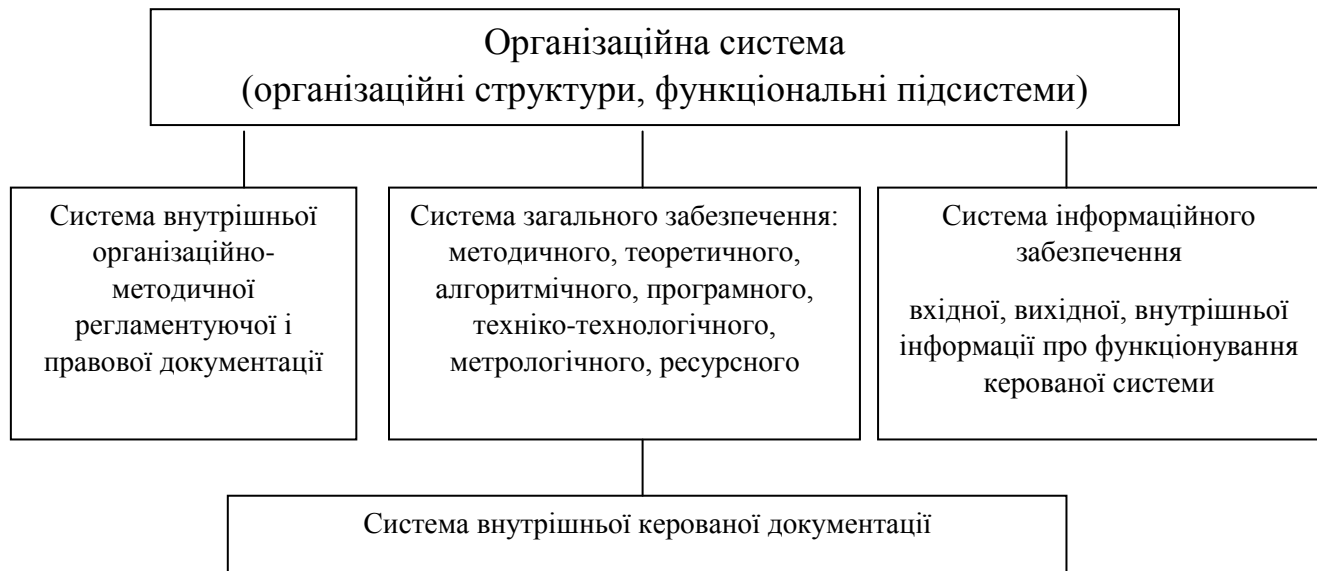 Організаційна система
(організаційні структури, функціональні підсистеми)
Система внутрішньої
організаційно-
методичної
регламентуючої і
правової документації
Система загального забезпечення:
методичного, теоретичного,
алгоритмічного, програмного,
техніко-технологічного,
метрологічного, ресурсного
Система інформаційного
забезпечення
вхідної, вихідної, внутрішньої
інформації про функціонування
керованої системи
Система внутрішньої керованої документації